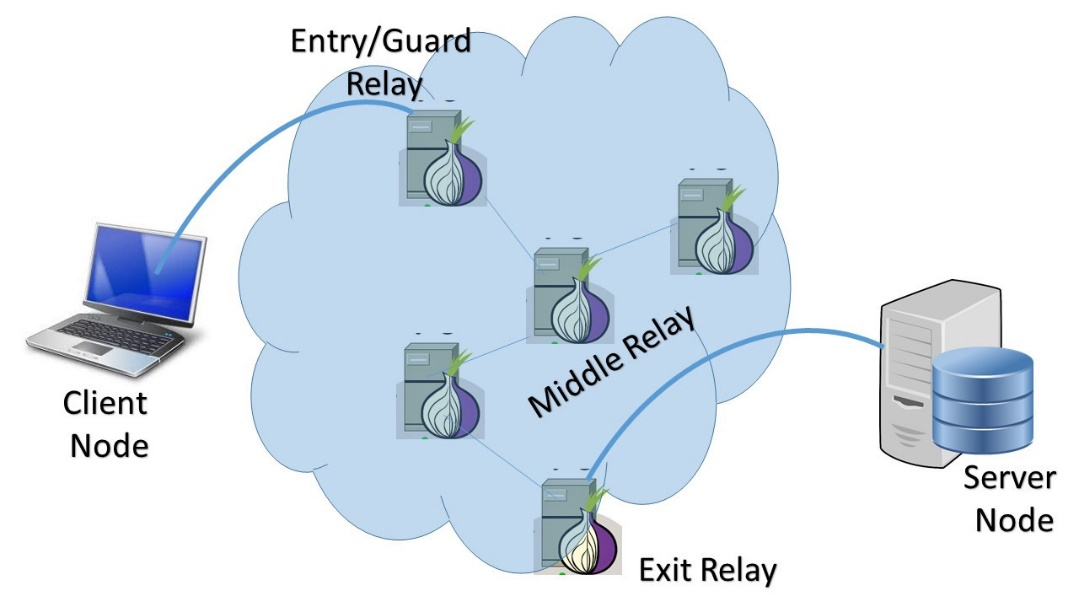 Entry/Guard
Relay
Client
Node
Middle Relay
Server
Node
Exit Relay